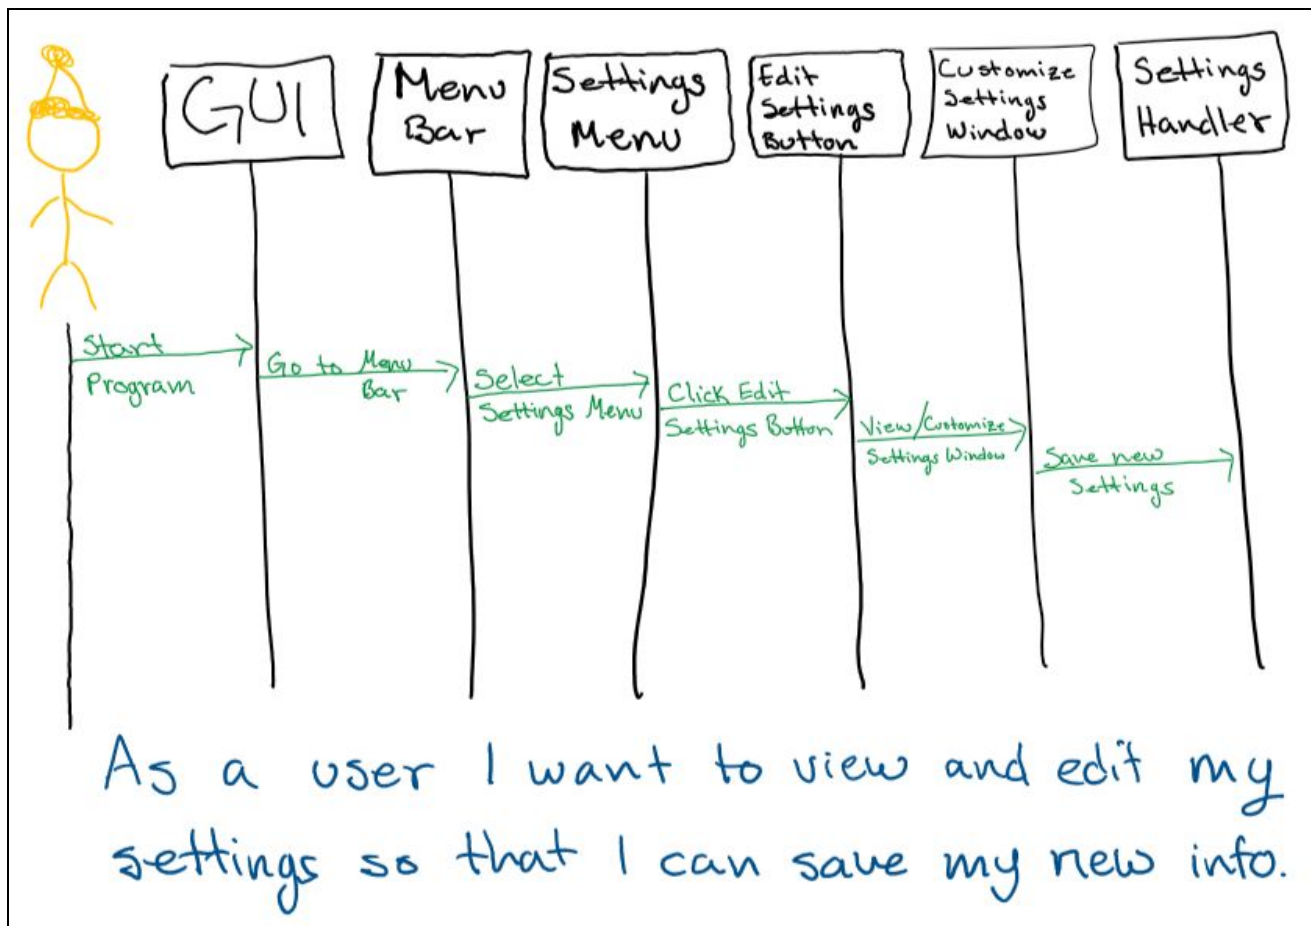 GUI
Menu
Bar
Settings
Menu
Edit
Settings
Button
Customize
Settings
Window
Settings
Handler
Start
Program
Go to Menu
Bar
Select
Settings Menu
Click Edit
Settings Button
View/Customize
Settings Window
Save new
Settings
As a user I want to view and edit my
settings so that I can save my new info.